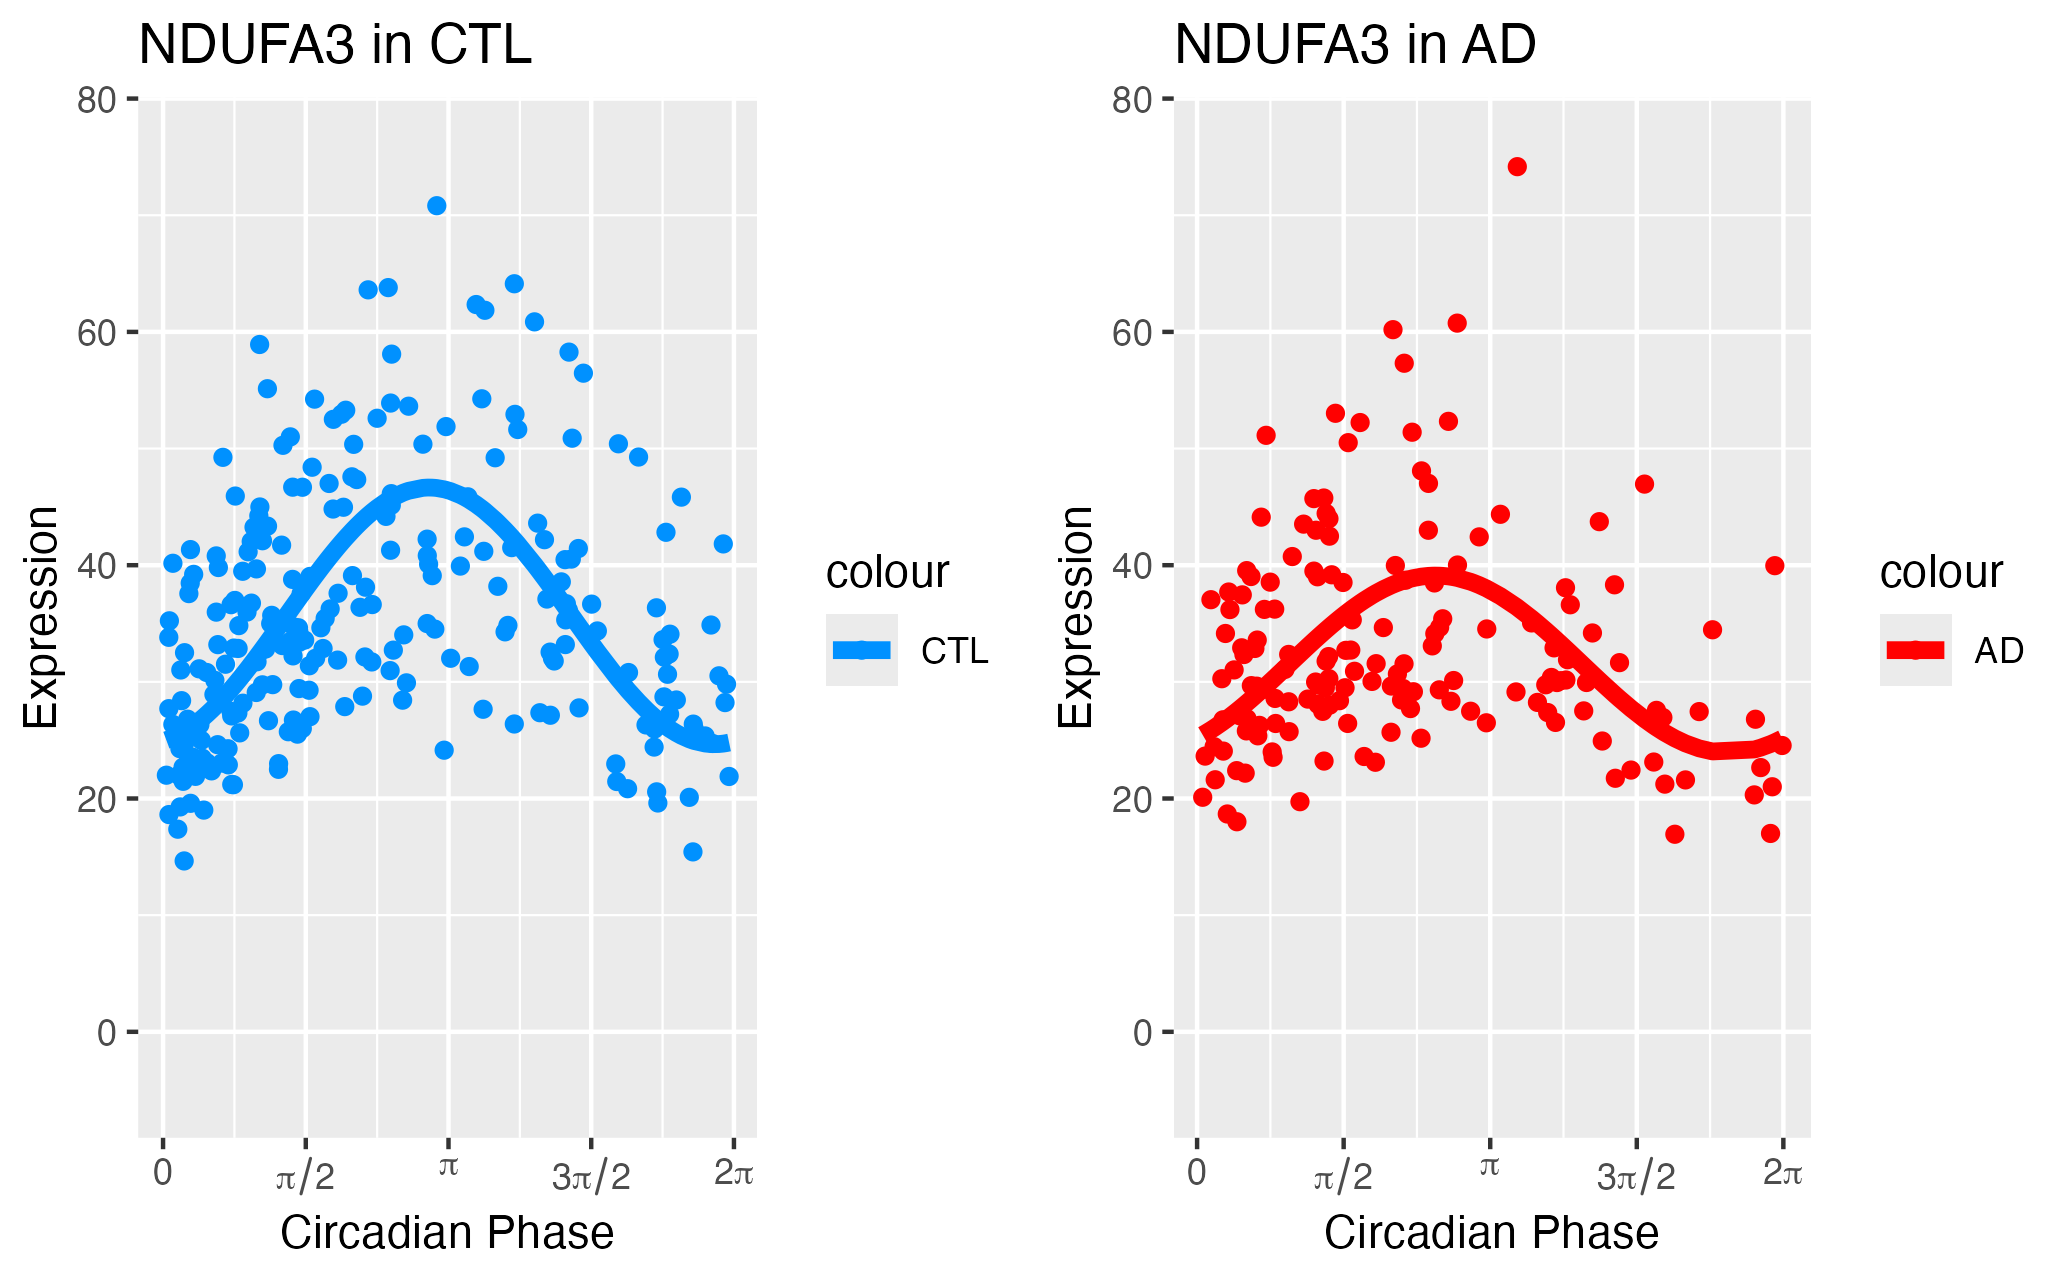 NDUFA3 in CTL
80
60
40
20
0
Expression
0
π/2
π
3π/2
2π
Circadian Phase
colour
CTL
NDUFA3 in AD
80
60
40
20
0
Expression
0
π/2
π
3π/2
2π
Circadian Phase
colour
AD